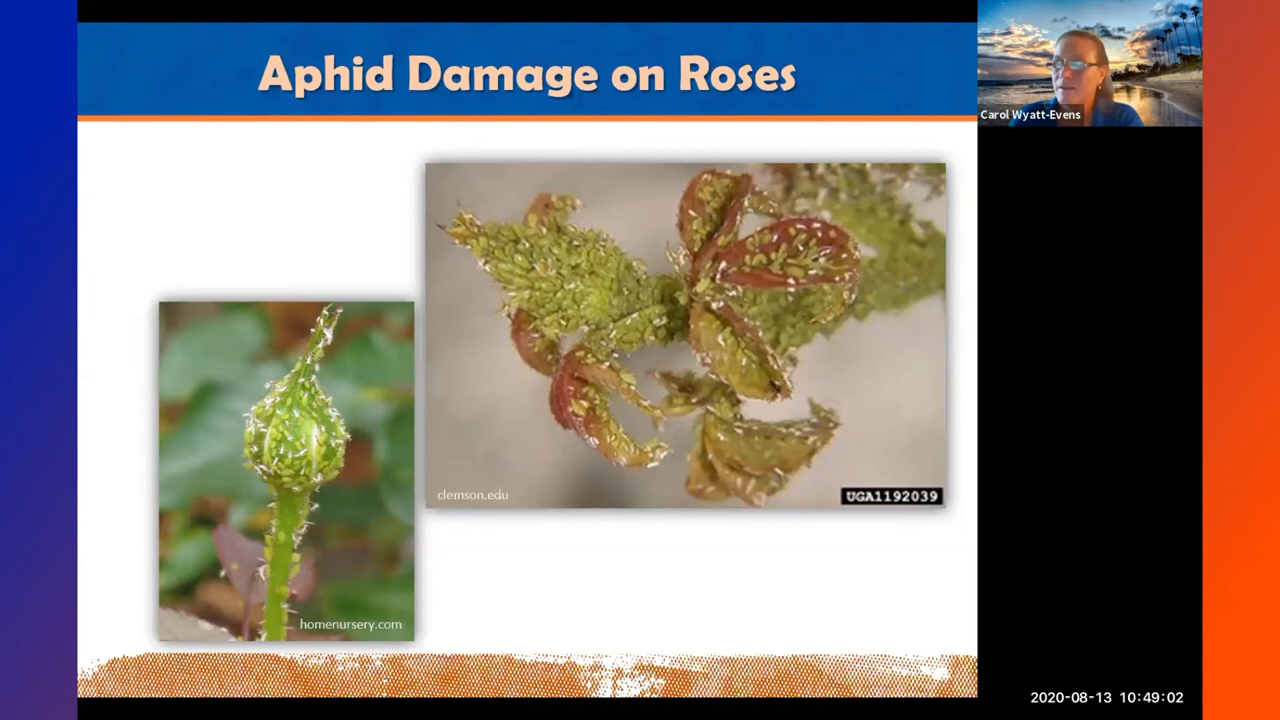 Aphid Damage on Roses
Carol Wyatt-Evens
clemson.edu
UGA1192039
homenursery.com
2020-08-13 10:49:02